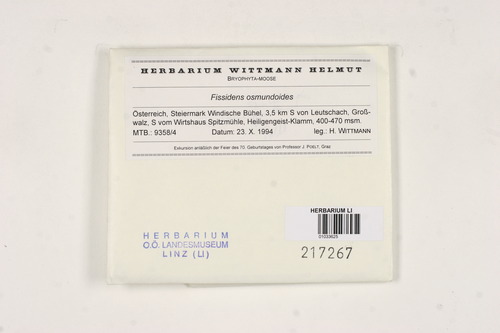 HERBARIUM WITTMANN HELMUT
BRYOPHYTA-MOOSE
Fissidens osmundoides
Österreich, Steiermark Windische Bühel, 3,5 km S von Leutschach, Groß-
walz, S vom Wirtshaus Spitzmühle, Heiligengeist-Klamm, 400-470 msm.
MTB.: 9358/4 Datum: 23. X. 1994 leg.: H. WITTMANN
Exkursion anläßlich der Feier des 70. Geburtstages von Professor J. POELT, Graz
HERBARIUM LI
01033625
HERBARIUM
O.Ö. LANDESMUSEUM
LINZ (LI)
217267